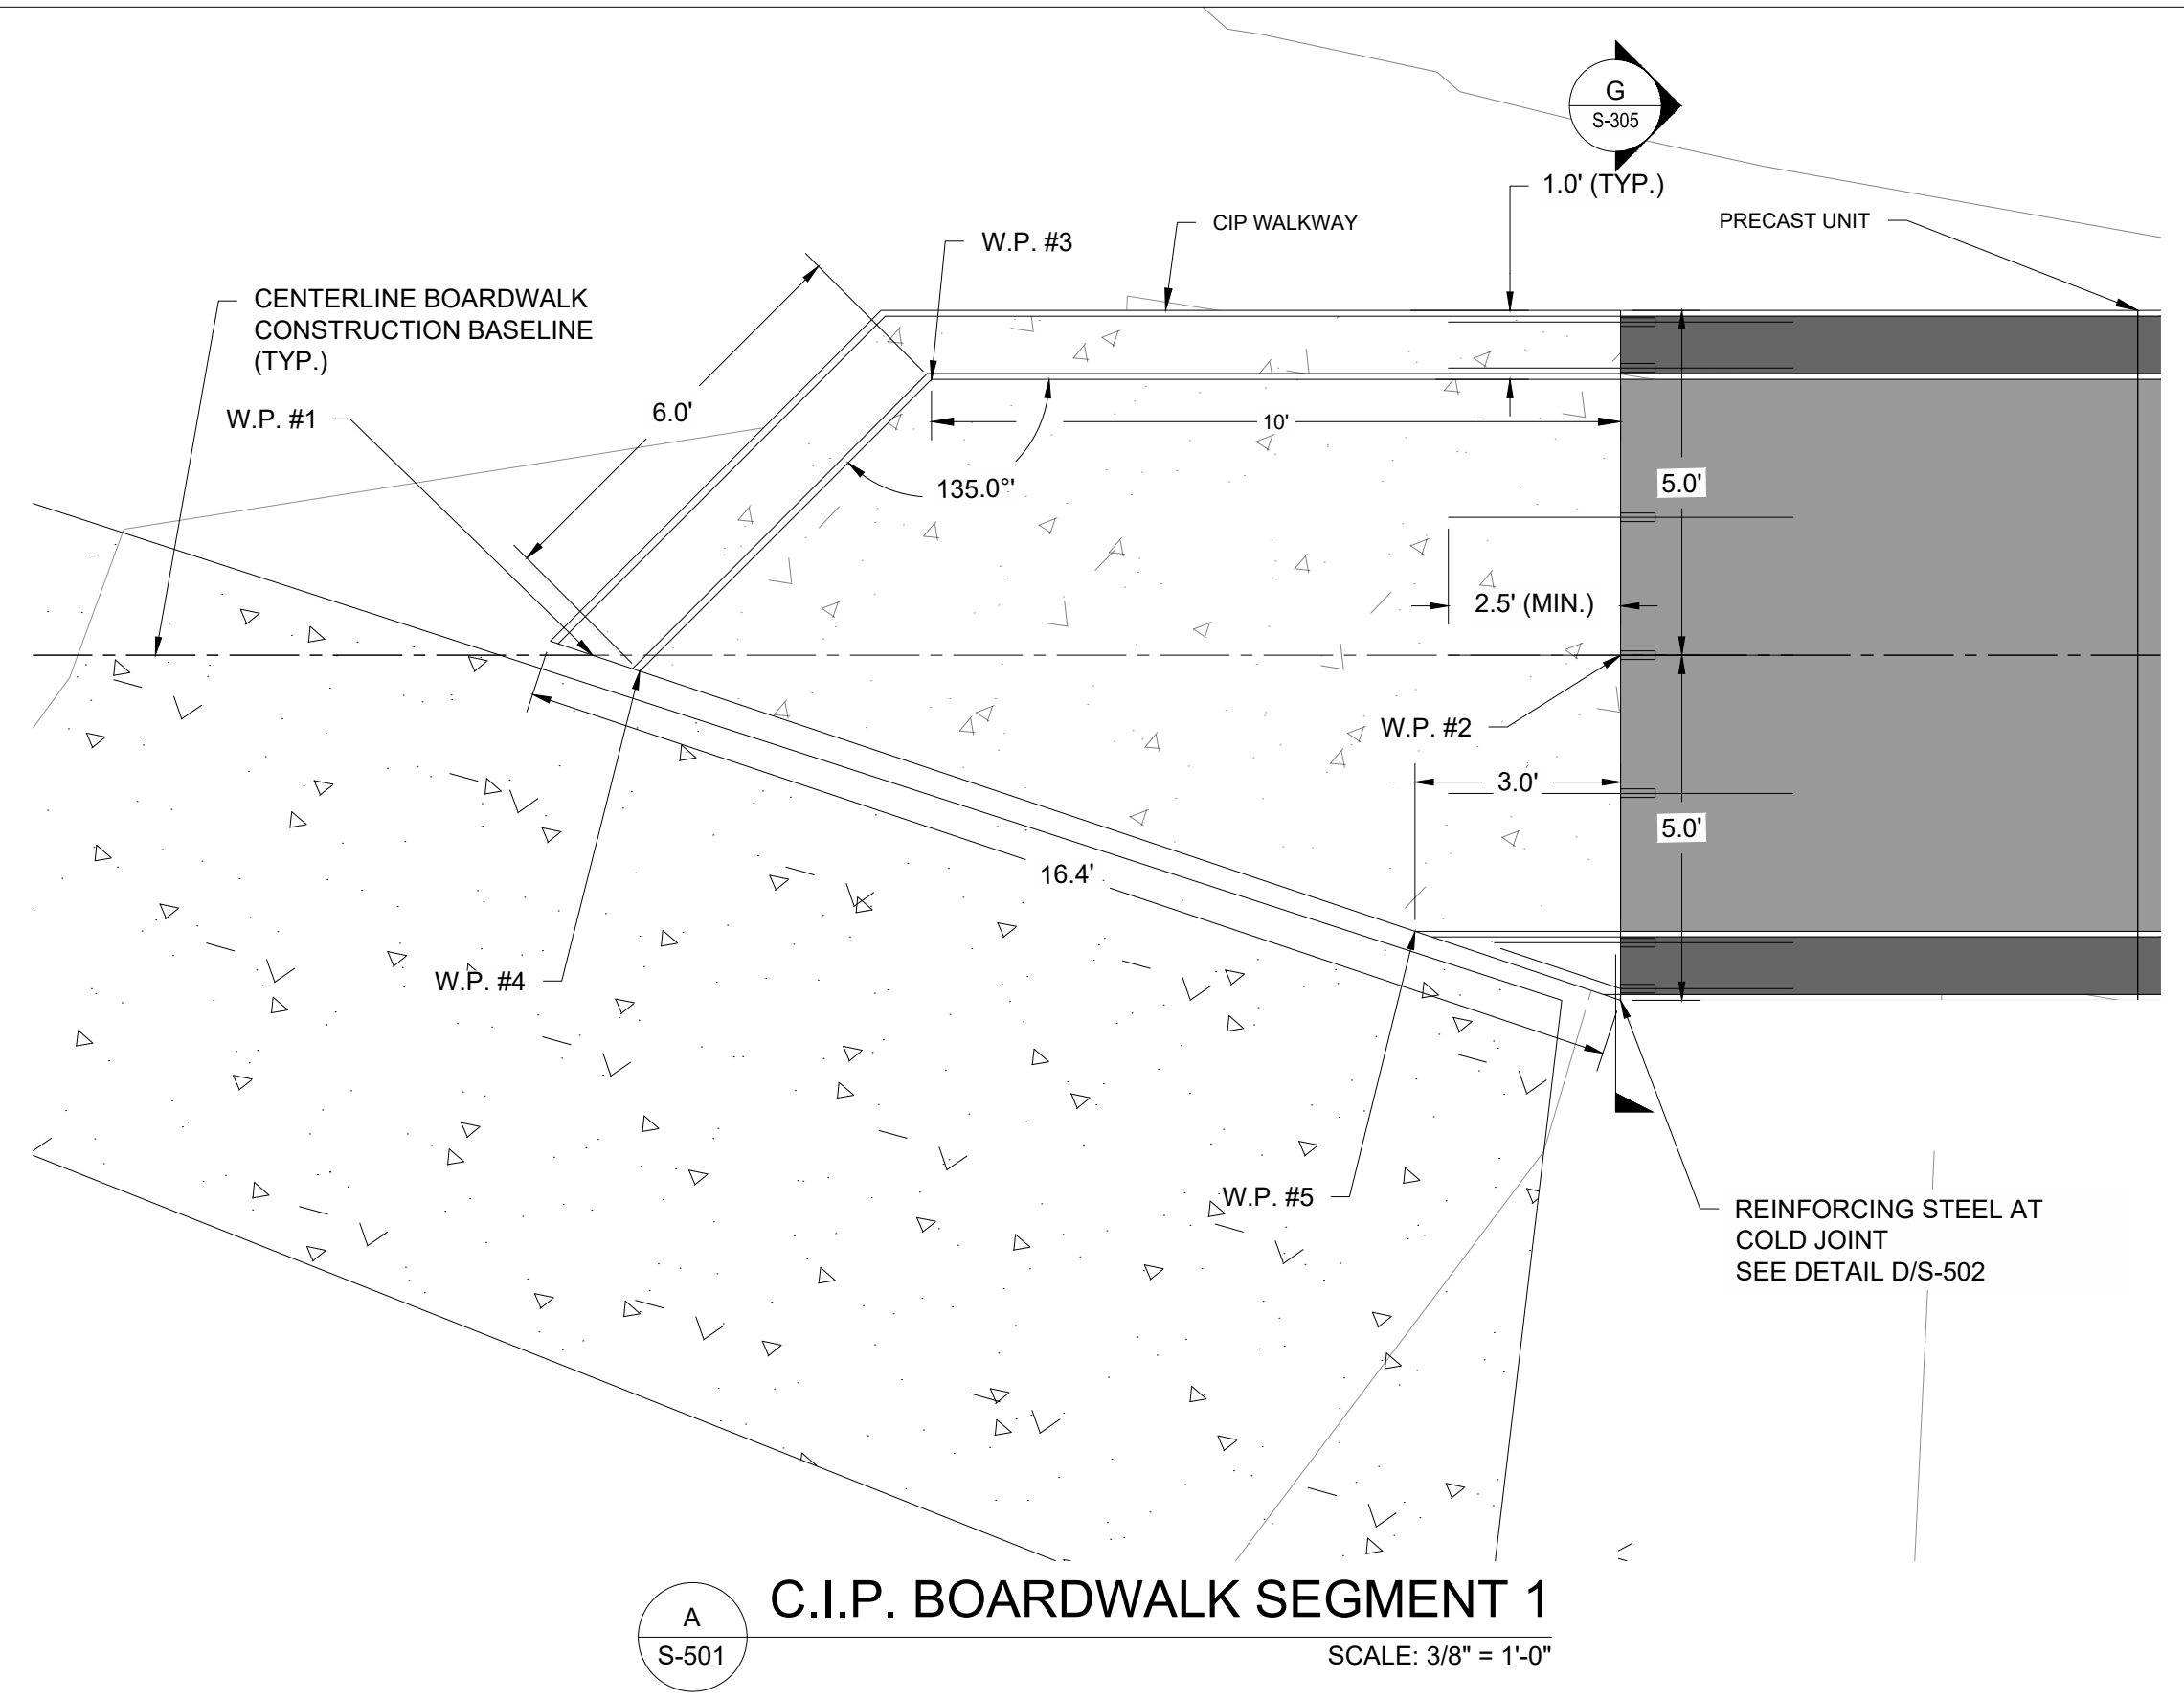 G
S-305
1.0' (TYP.)
CIP WALKWAY
PRECAST UNIT
W.P. #3
CENTERLINE BOARDWALK
CONSTRUCTION BASELINE
(TYP.)
W.P. #1
6.0'
10'
135.0°'
5.0'
2.5' (MIN.)
W.P. #2
3.0'
5.0'
16.4'
W.P. #4
W.P. #5
REINFORCING STEEL AT
COLD JOINT
SEE DETAIL D/S-502
A
S-501
C.I.P. BOARDWALK SEGMENT 1
SCALE: 3/8" = 1'-0"